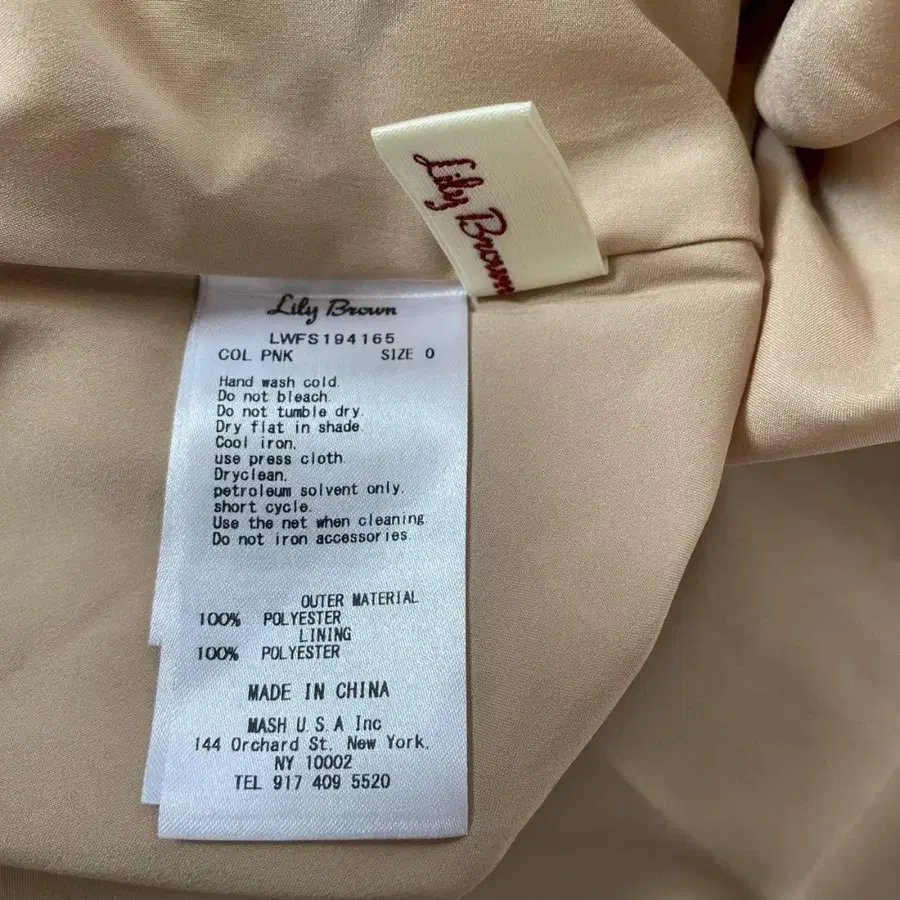 Lily Brown
Lily Brown
LWFS194165
COL PNK SIZE 0
Hand wash cold.
Do not bleach.
Do not tumble dry.
Dry flat in shade.
Cool iron.
use press cloth.
Dryclean.
petroleum solvent only.
short cycle.
Use the net when cleaning.
Do not iron accessories.
OUTER MATERIAL
100% POLYESTER
LINING
100% POLYESTER
MADE IN CHINA
MASH U.S.A Inc
144 Orchard St, New York,
NY 10002
TEL 917 409 5520